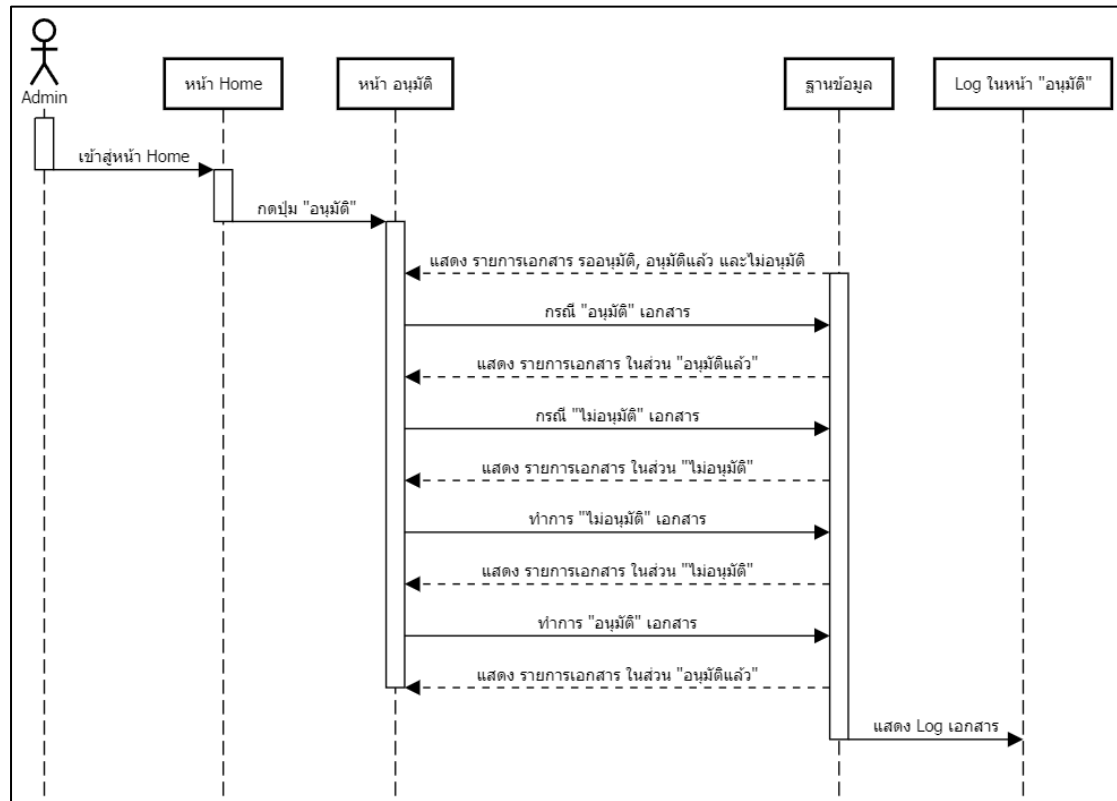 Admin
หน้า Home
หน้า อนุมัติ
ฐานข้อมูล
Log ในหน้า "อนุมัติ"
เข้าสู่หน้า Home
กดปุ่ม "อนุมัติ"
แสดง รายการเอกสาร รออนุมัติ, อนุมัติแล้ว และไม่อนุมัติ
กรณี "อนุมัติ" เอกสาร
แสดง รายการเอกสาร ในส่วน "อนุมัติแล้ว"
กรณี "ไม่อนุมัติ" เอกสาร
แสดง รายการเอกสาร ในส่วน "ไม่อนุมัติ"
ทำการ "ไม่อนุมัติ" เอกสาร
แสดง รายการเอกสาร ในส่วน "ไม่อนุมัติ"
ทำการ "อนุมัติ" เอกสาร
แสดง รายการเอกสาร ในส่วน "อนุมัติแล้ว"
แสดง Log เอกสาร